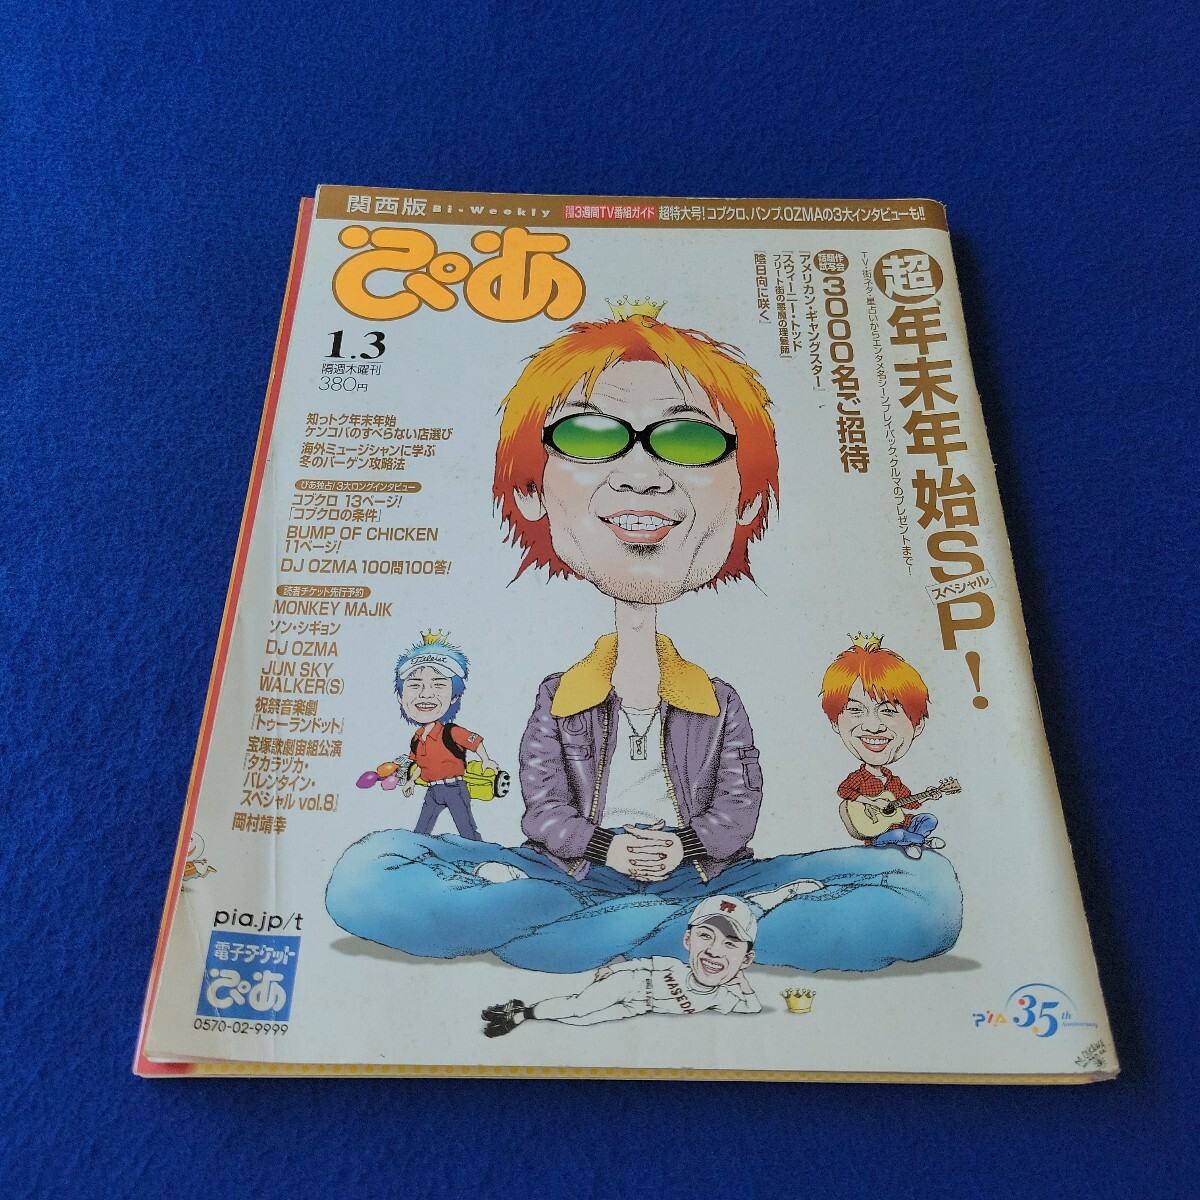 関西版 Bi-Weekly 3週間TV番組ガイド 超特大号！コブクロ、バンプ、OZMAの3大インタビューも!!
ぴあ
1.3
隔週木曜刊
380円
超年末年始SP！
スペシャル
TV・街ネタ・星占いからエンタメ名シーンプレイバック、クルマのプレゼントまで！
話題作試写会
3000名ご招待
『アメリカン・ギャングスター』
『スウィーニー・トッド
フリート街の悪魔の理髪師』
『陰日向に咲く』
知っトク年末年始
ケンコバのすべらない店選び
海外ミュージシャンに学ぶ
冬のバーゲン攻略法
ぴあ独占！3大ロングインタビュー
コブクロ 13ページ！
「コブクロの条件」
BUMP OF CHICKEN
11ページ！
DJ OZMA 100問100答！
読者チケット先行予約
MONKEY MAJIK
ソン・シギョン
DJ OZMA
JUN SKY
WALKER(S)
祝祭音楽劇
『トゥーランドット』
宝塚歌劇宙組公演
『タカラヅカ・
バレンタイン・
スペシャル vol.8』
岡村靖幸
Titleist
WASEDA
pia.jp/t
電子チケット
ぴあ
0570-02-9999
PIA 35th
Anniversary